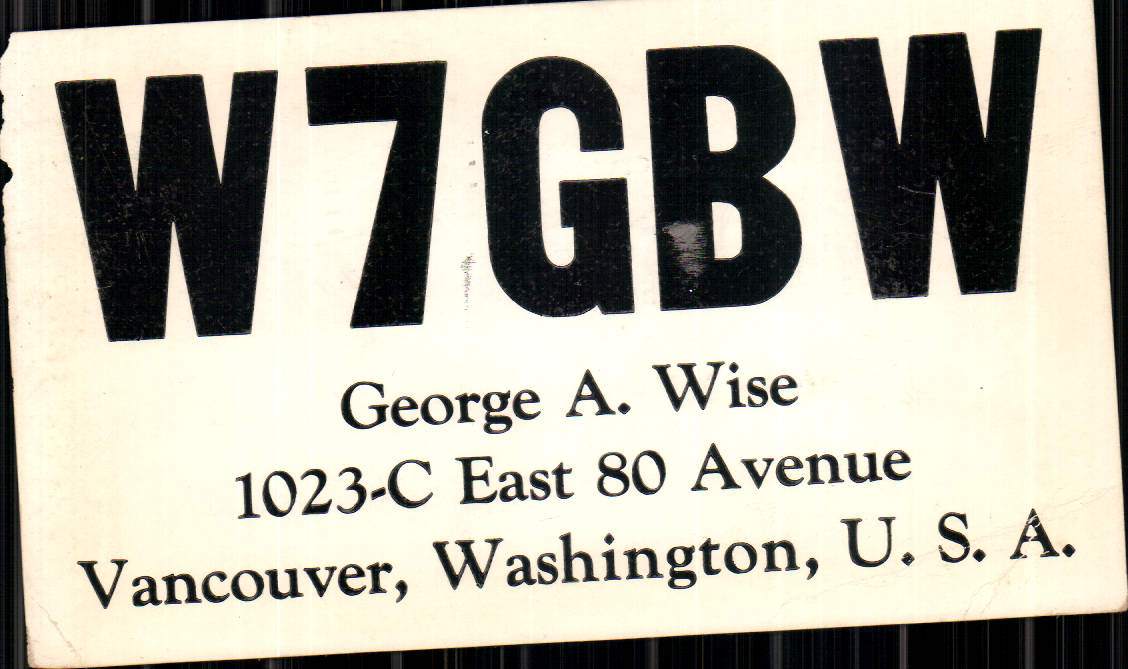 W7GBW
George A. Wise
1023-C East 80 Avenue
Vancouver, Washington, U. S. A.